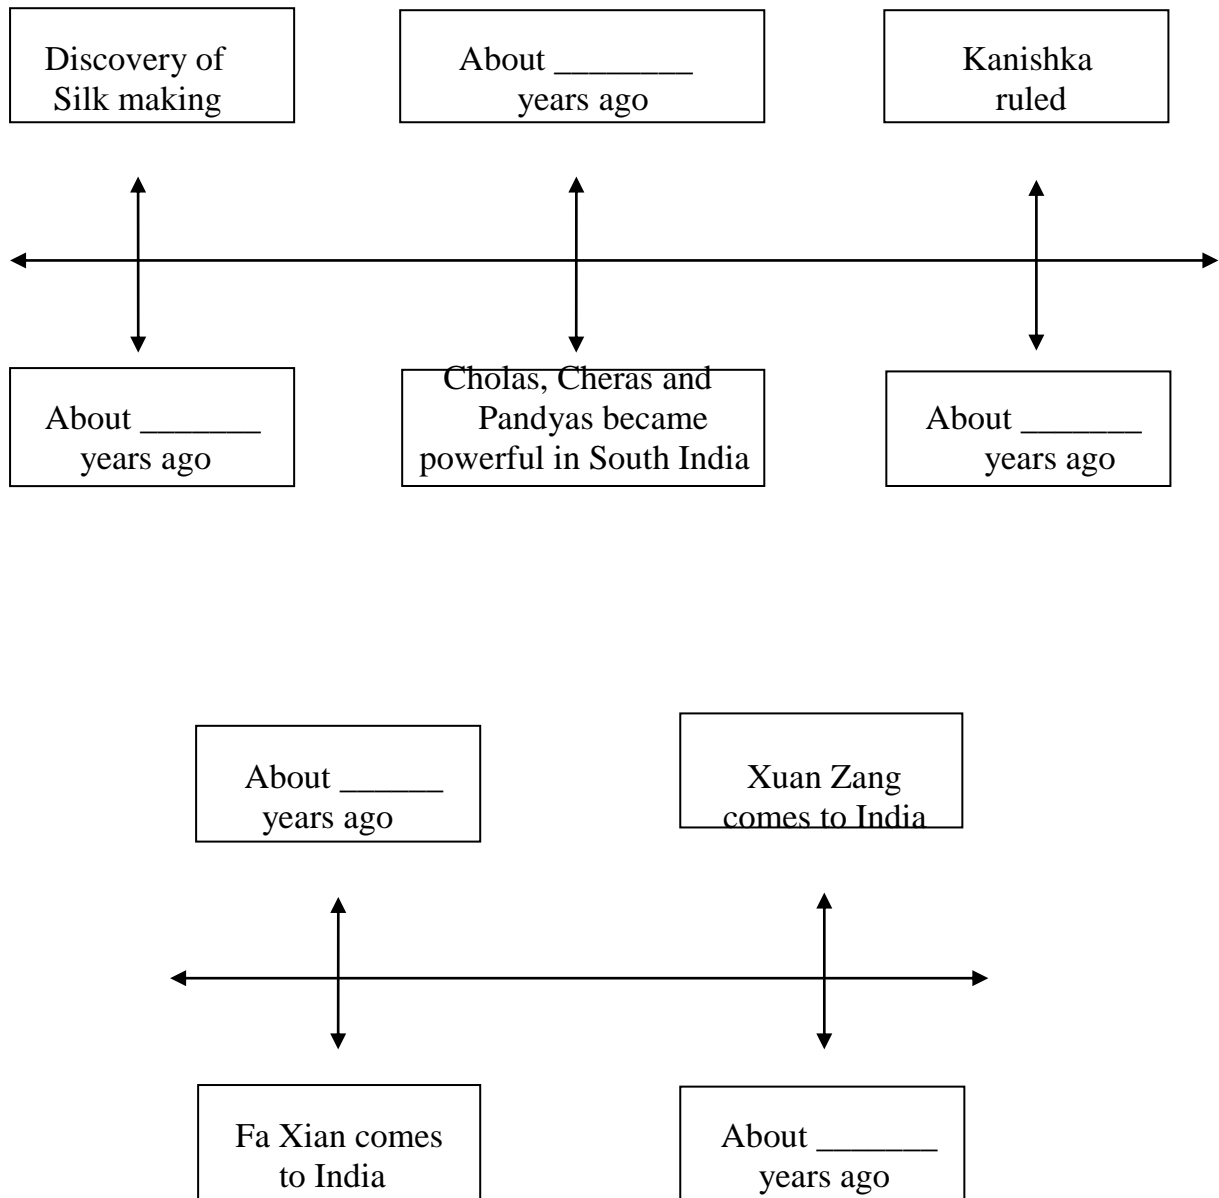 Discovery of
Silk making
About ________
years ago
Kanishka
ruled
About _______
years ago
Cholas, Cheras and
Pandyas became
powerful in South India
About _______
years ago
About ______
years ago
Xuan Zang
comes to India
Fa Xian comes
to India
About _______
years ago